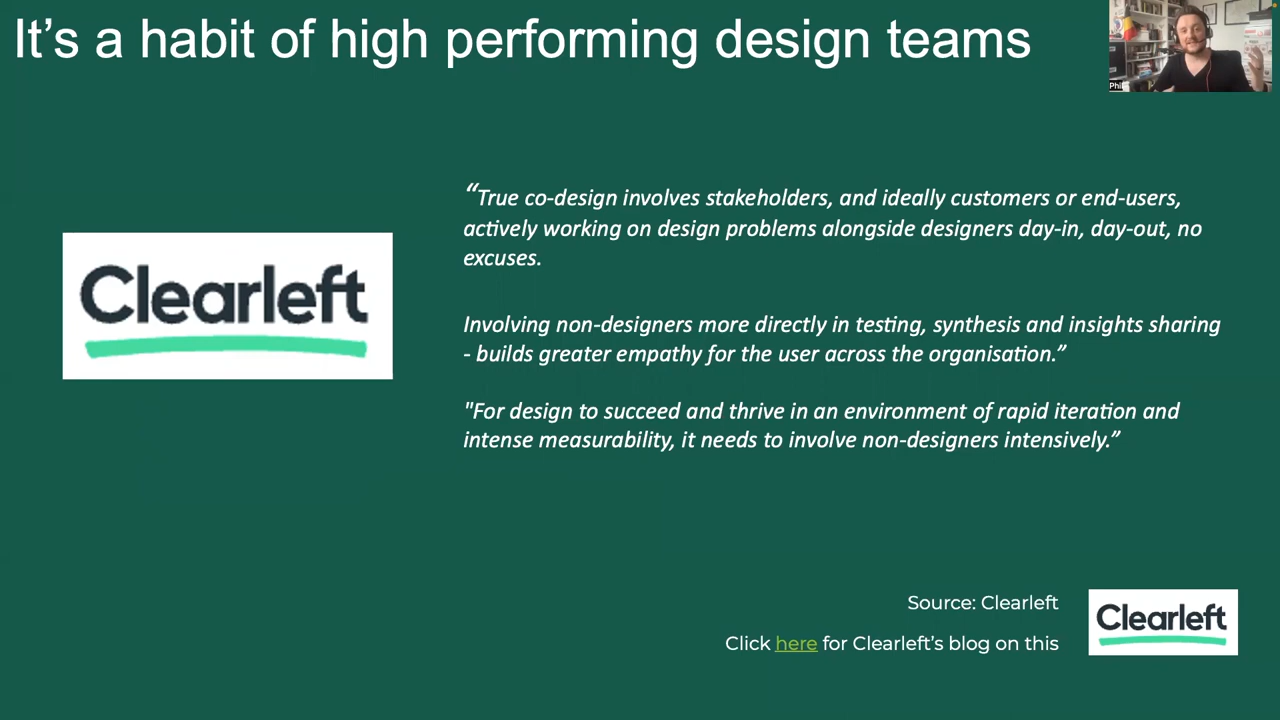 It's a habit of high performing design teams
Phil
“True co-design involves stakeholders, and ideally customers or end-users,
actively working on design problems alongside designers day-in, day-out, no
excuses.
Clearleft
Involving non-designers more directly in testing, synthesis and insights sharing
- builds greater empathy for the user across the organisation.”
"For design to succeed and thrive in an environment of rapid iteration and
intense measurability, it needs to involve non-designers intensively.”
Source: Clearleft
Click here for Clearleft's blog on this
Clearleft